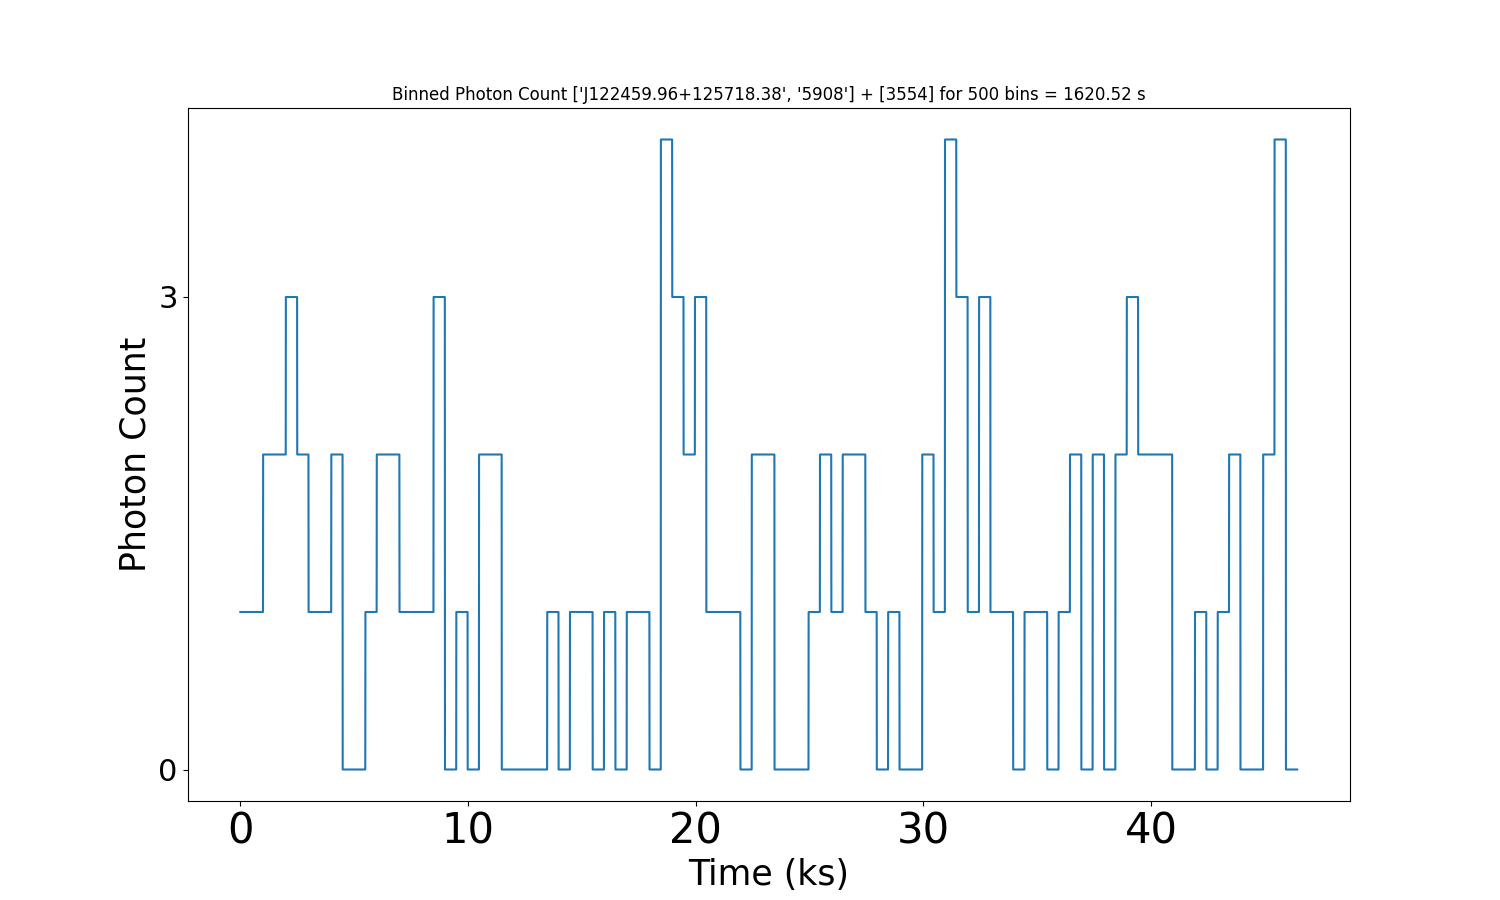 Binned Photon Count ['J122459.96+125718.38', '5908'] + [3554] for 500 bins = 1620.52 s
Photon Count
3
0
0 10 20 30 40
Time (ks)